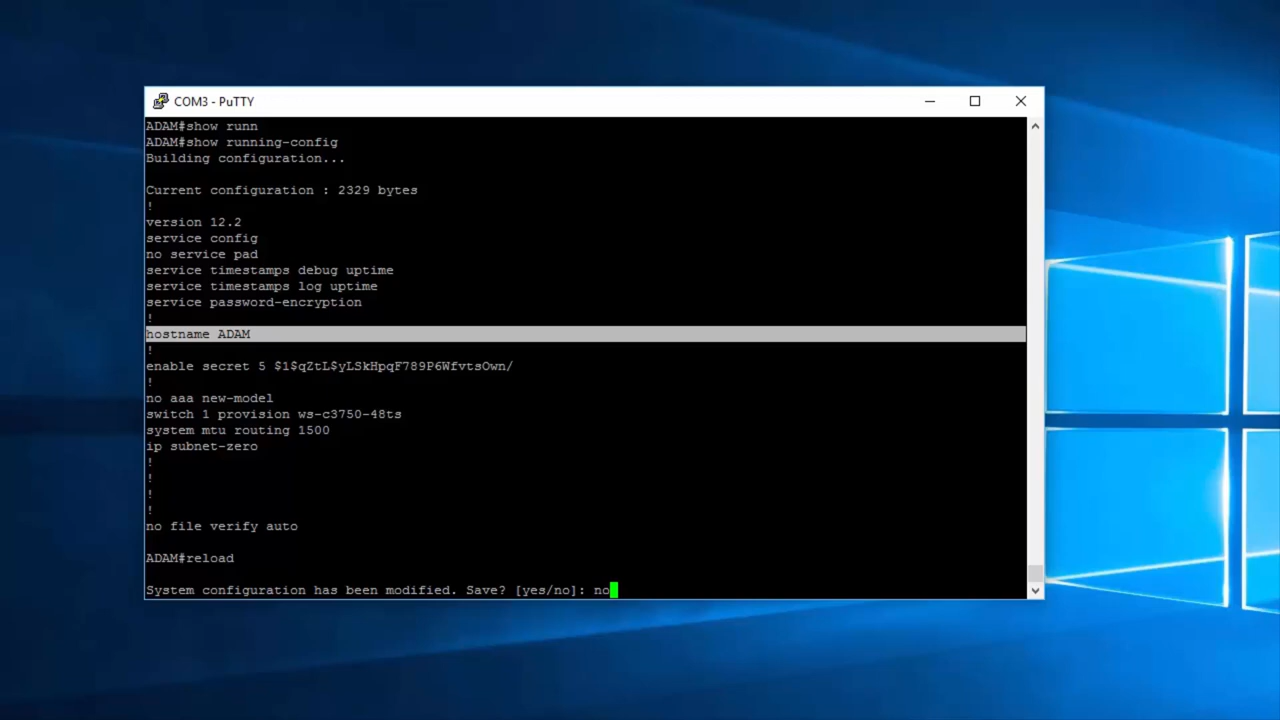 COM3 - PuTTY
ADAM#show runn
ADAM#show running-config
Building configuration...
Current configuration : 2329 bytes
!
version 12.2
service config
no service pad
service timestamps debug uptime
service timestamps log uptime
service password-encryption
!
hostname ADAM
!
enable secret 5 $1$qZtL$yLSkHpqF789P6WfvtsOwn/
!
no aaa new-model
switch 1 provision ws-c3750-48ts
system mtu routing 1500
ip subnet-zero
!
!
!
!
no file verify auto
ADAM#reload
System configuration has been modified. Save? [yes/no]: no